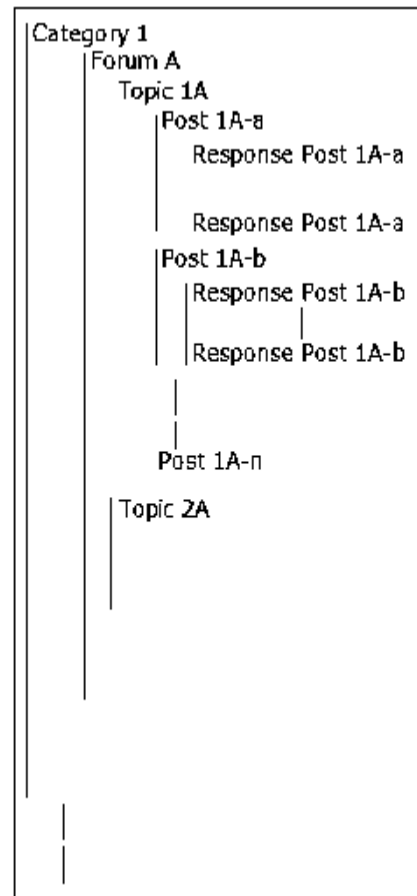 Category 1
Forum A
Topic 1A
Post 1A-a
Response Post 1A-a
Response Post 1A-a
Post 1A-b
Response Post 1A-b
Response Post 1A-b
Post 1A-n
Topic 2A